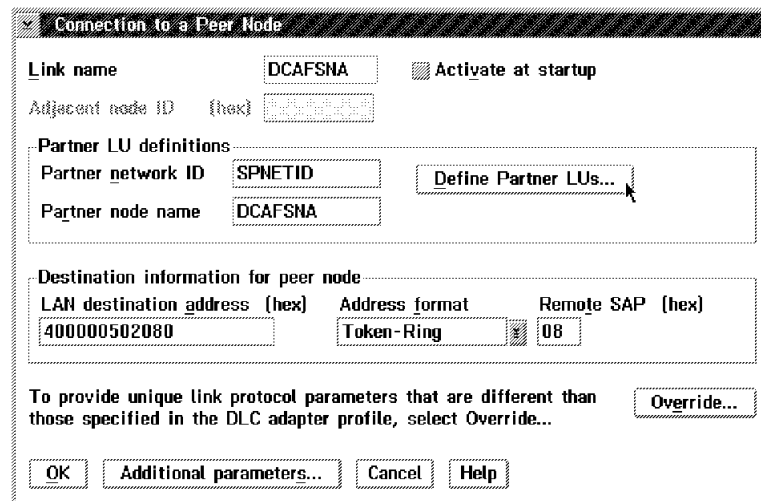 Connection to a Peer Node
Link name DCAFSNA Activate at startup
Adjacent node ID (hex)
Partner LU definitions
Partner network ID SPNETID Define Partner LUs...
Partner node name DCAFSNA
Destination information for peer node
LAN destination address (hex) Address format Remote SAP (hex)
400000502080 Token-Ring 08
To provide unique link protocol parameters that are different than
those specified in the DLC adapter profile, select Override... Override...
OK Additional parameters... Cancel Help